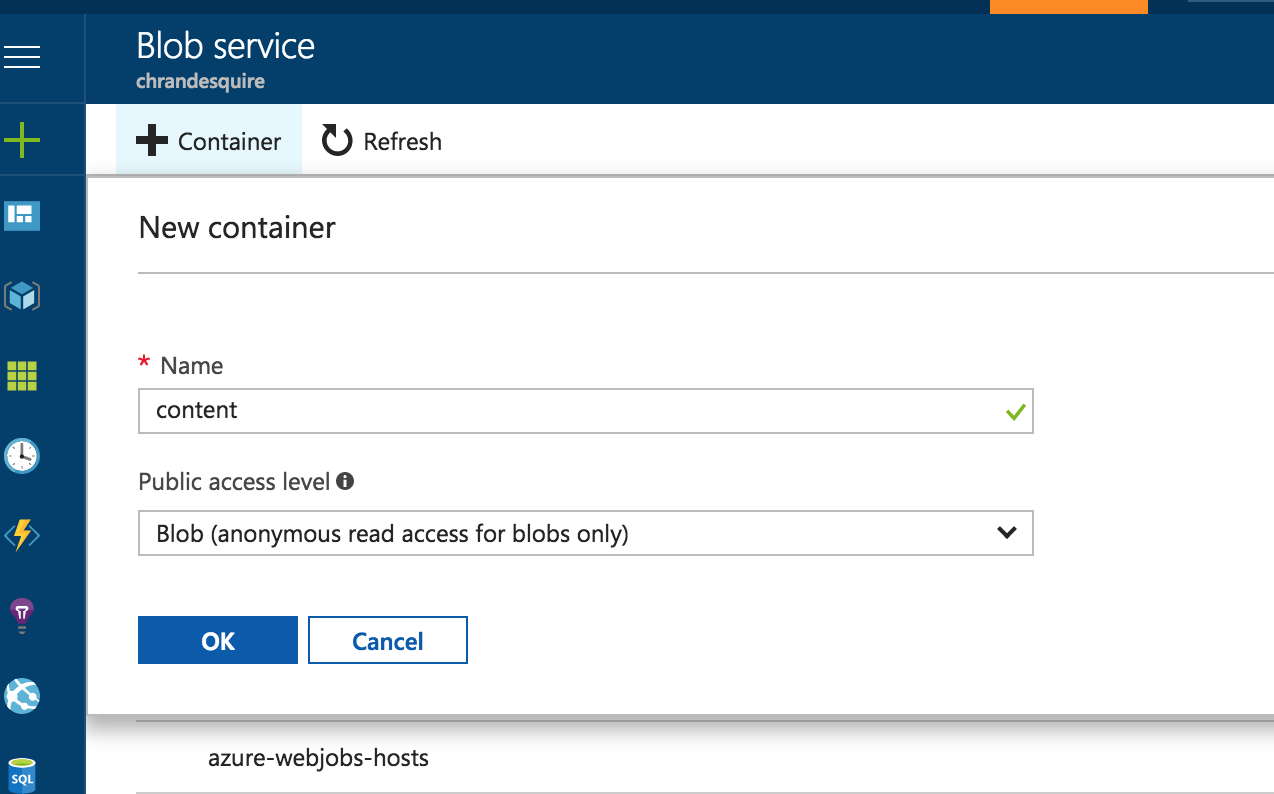 Blob service
chrandesquire
Container
Refresh
New container
* Name
content
Public access level
Blob (anonymous read access for blobs only)
OK
Cancel
azure-webjobs-hosts
SQL